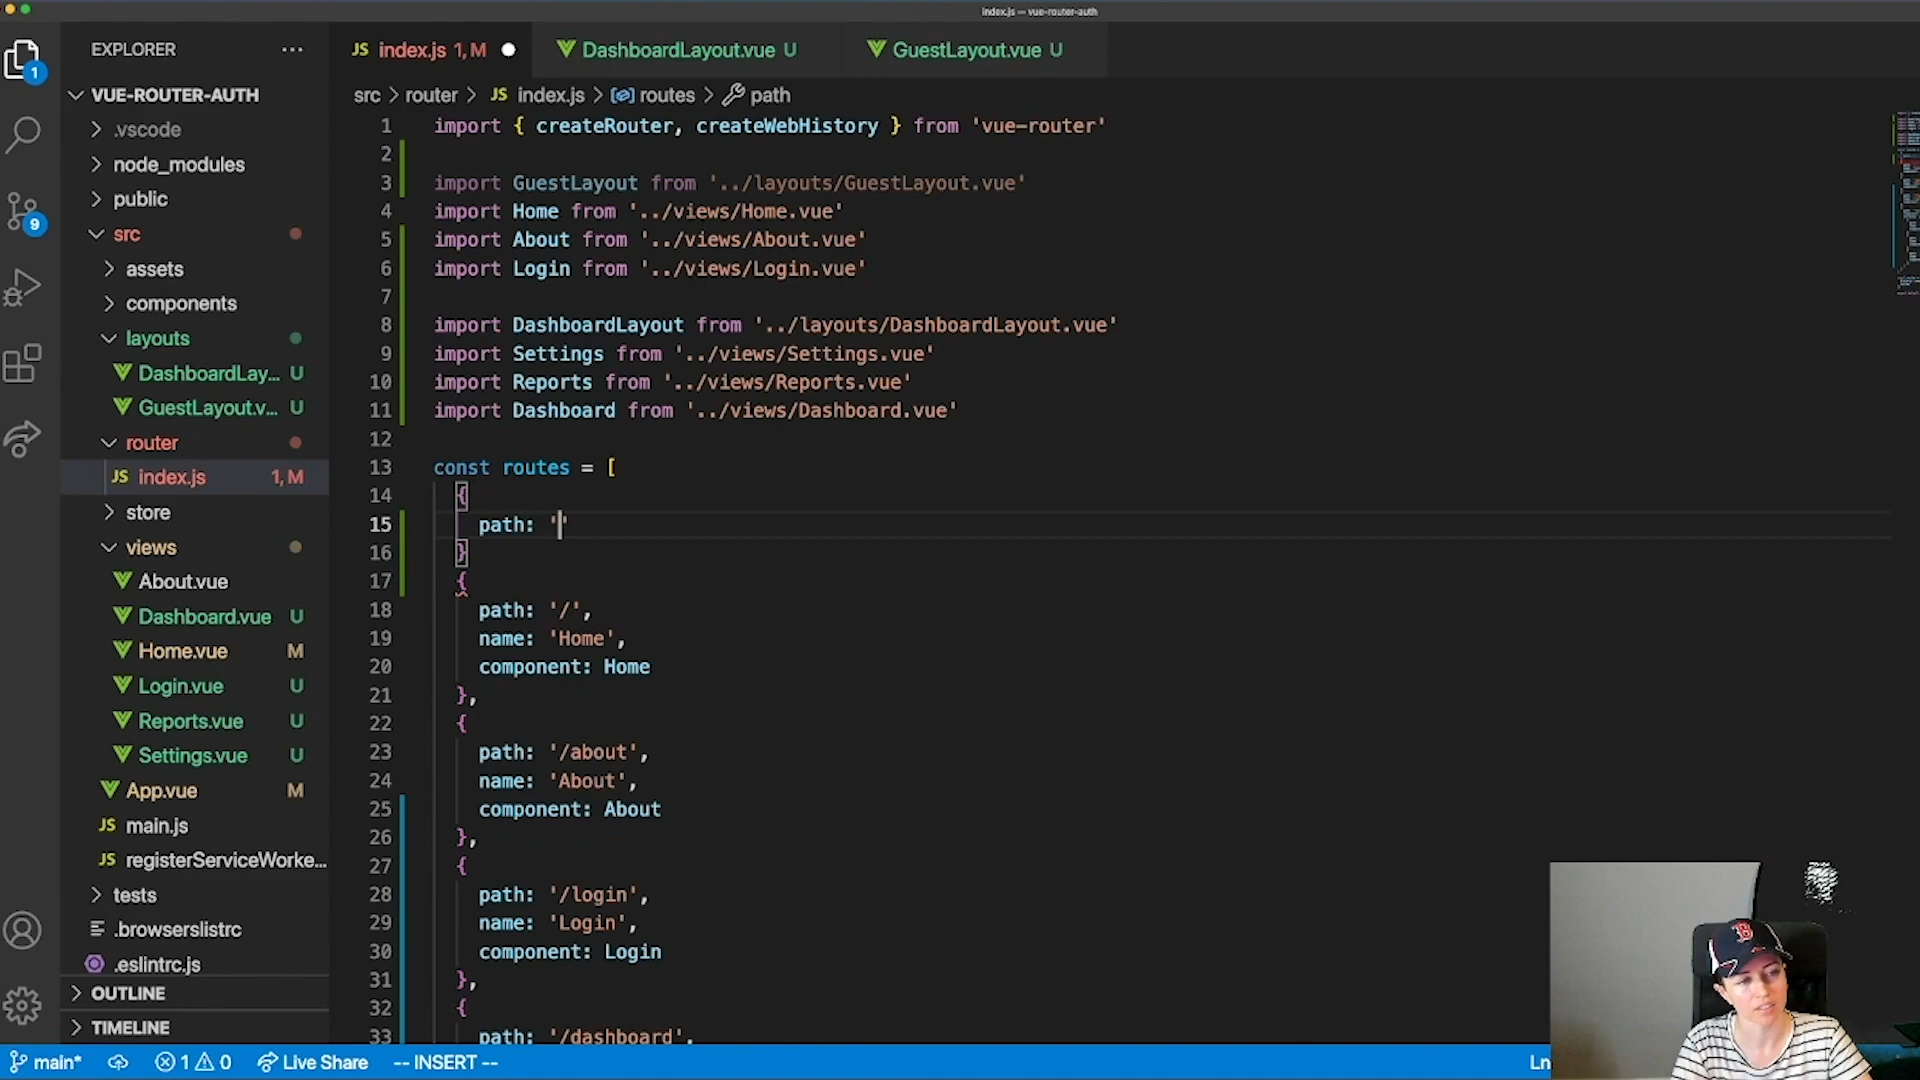 index.js — vue-router-auth
EXPLORER
JS index.js 1, M
DashboardLayout.vue U
GuestLayout.vue U
src > router > JS index.js > routes > path
VUE-ROUTER-AUTH
.vscode
node_modules
public
src
assets
components
layouts
DashboardLay... U
GuestLayout.v... U
router
JS index.js 1, M
store
views
About.vue
Dashboard.vue U
Home.vue M
Login.vue U
Reports.vue U
Settings.vue U
App.vue M
JS main.js
JS registerServiceWorke...
tests
.browserslistrc
.eslintrc.js
OUTLINE
TIMELINE
1
9
1 import { createRouter, createWebHistory } from 'vue-router'
2
3 import GuestLayout from '../layouts/GuestLayout.vue'
4 import Home from '../views/Home.vue'
5 import About from '../views/About.vue'
6 import Login from '../views/Login.vue'
7
8 import DashboardLayout from '../layouts/DashboardLayout.vue'
9 import Settings from '../views/Settings.vue'
10 import Reports from '../views/Reports.vue'
11 import Dashboard from '../views/Dashboard.vue'
12
13 const routes = [
14 {
15 path: ''
16 }
17 {
18 path: '/',
19 name: 'Home',
20 component: Home
21 },
22 {
23 path: '/about',
24 name: 'About',
25 component: About
26 },
27 {
28 path: '/login',
29 name: 'Login',
30 component: Login
31 },
32 {
33 path: '/dashboard',
B
main* 1 0 Live Share -- INSERT -- Ln